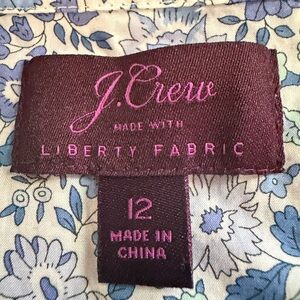 J.Crew
MADE WITH
LIBERTY FABRIC
12
MADE IN
CHINA